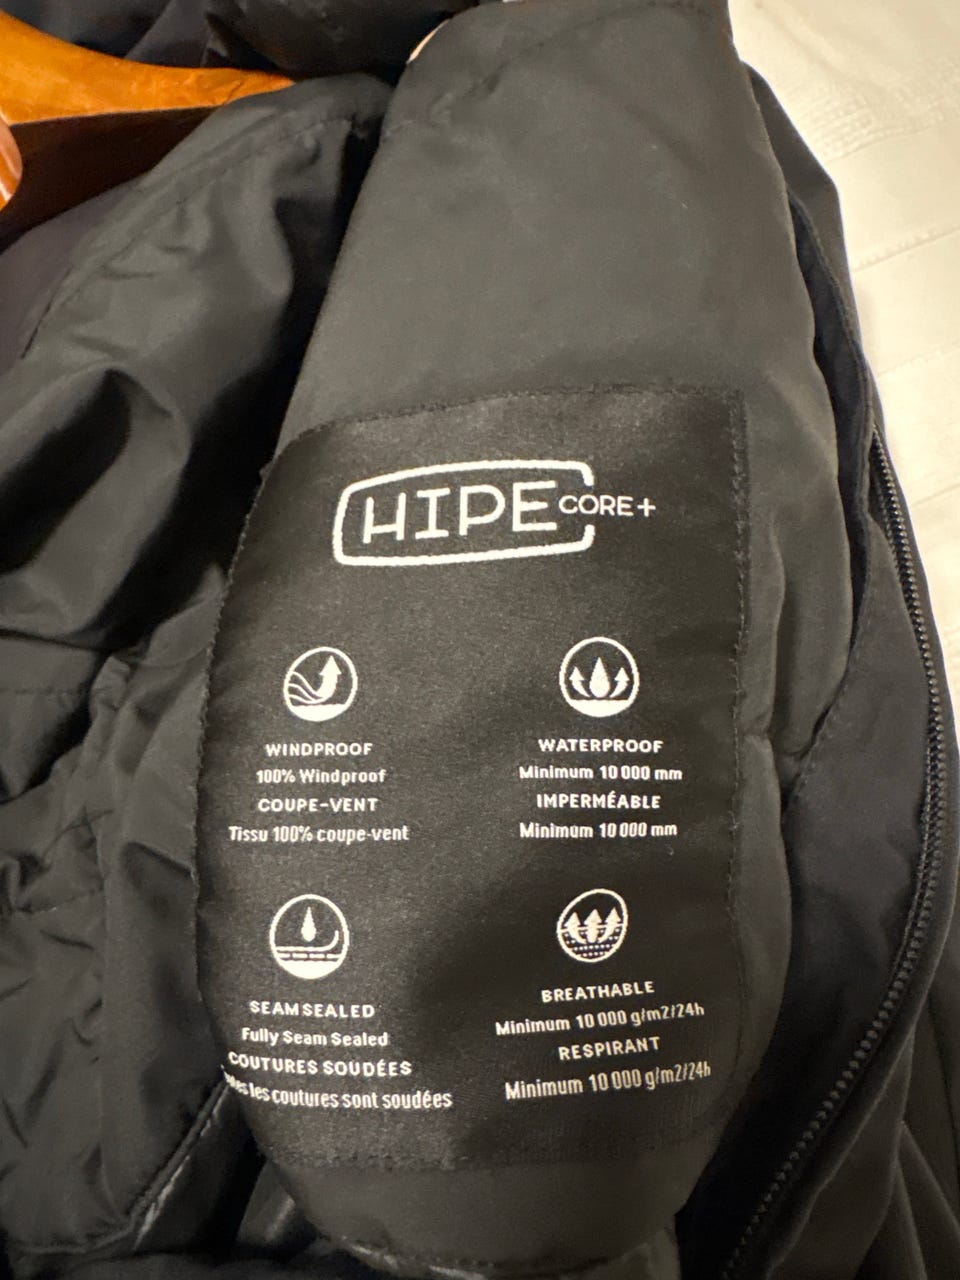 HIPE CORE+
WINDPROOF
100% Windproof
COUPE-VENT
Tissu 100% coupe-vent
WATERPROOF
Minimum 10 000 mm
IMPERMÉABLE
Minimum 10 000 mm
SEAM SEALED
Fully Seam Sealed
COUTURES SOUDÉES
les coutures sont soudées
BREATHABLE
Minimum 10 000 g/m2/24h
RESPIRANT
Minimum 10 000 g/m2/24h